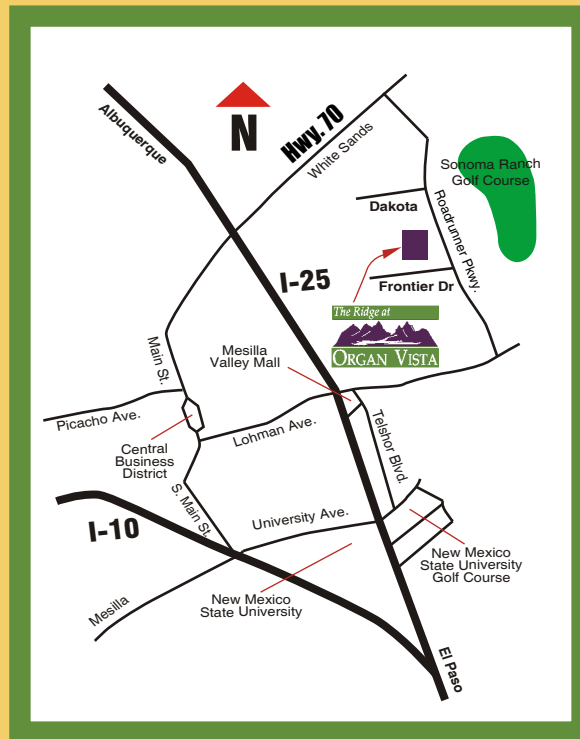 Albuquerque
N
Hwy. 70
White Sands
Sonoma Ranch
Golf Course
Dakota
Roadrunner Pkwy.
I-25
Frontier Dr
The Ridge at
ORGAN VISTA
Main St.
Mesilla
Valley Mall
Picacho Ave.
Lohman Ave.
Telshor Blvd.
Central
Business
District
S. Main St.
I-10
University Ave.
New Mexico
State University
Golf Course
New Mexico
State University
Mesilla
El Paso